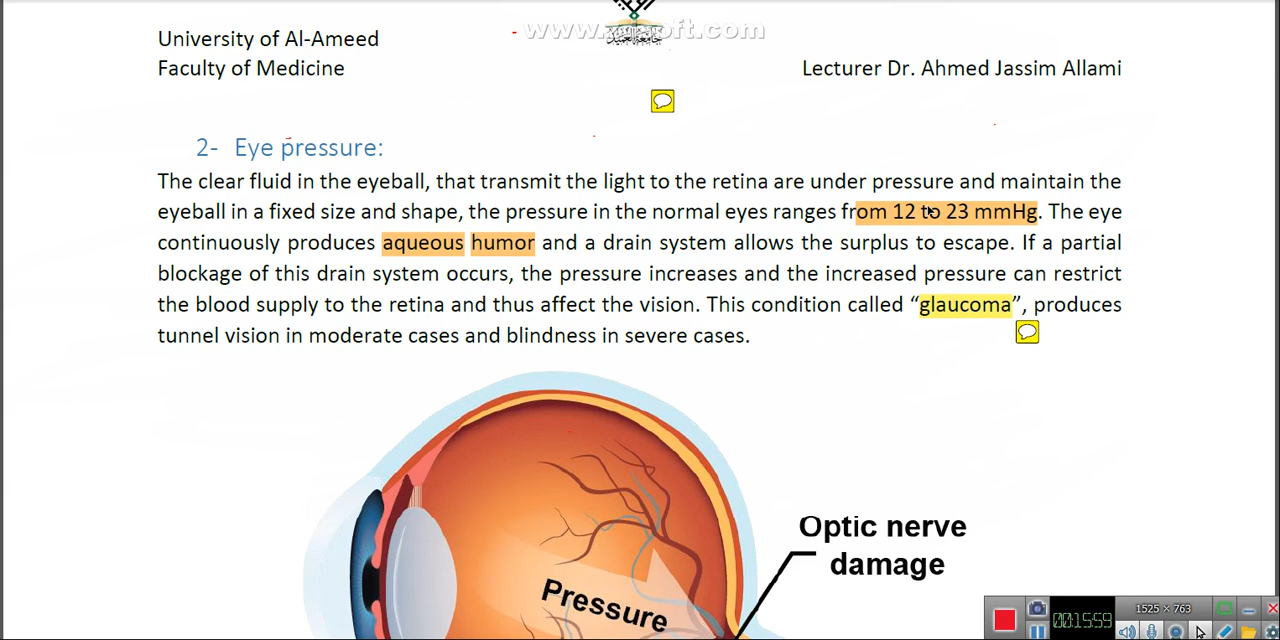 جامعة العميد
University of Al-Ameed
Faculty of Medicine
Lecturer Dr. Ahmed Jassim Allami
2- Eye pressure:
The clear fluid in the eyeball, that transmit the light to the retina are under pressure and maintain the
eyeball in a fixed size and shape, the pressure in the normal eyes ranges from 12 to 23 mmHg. The eye
continuously produces aqueous humor and a drain system allows the surplus to escape. If a partial
blockage of this drain system occurs, the pressure increases and the increased pressure can restrict
the blood supply to the retina and thus affect the vision. This condition called “glaucoma”, produces
tunnel vision in moderate cases and blindness in severe cases.
Optic nerve
damage
Pressure
1525 × 763
00:15:59